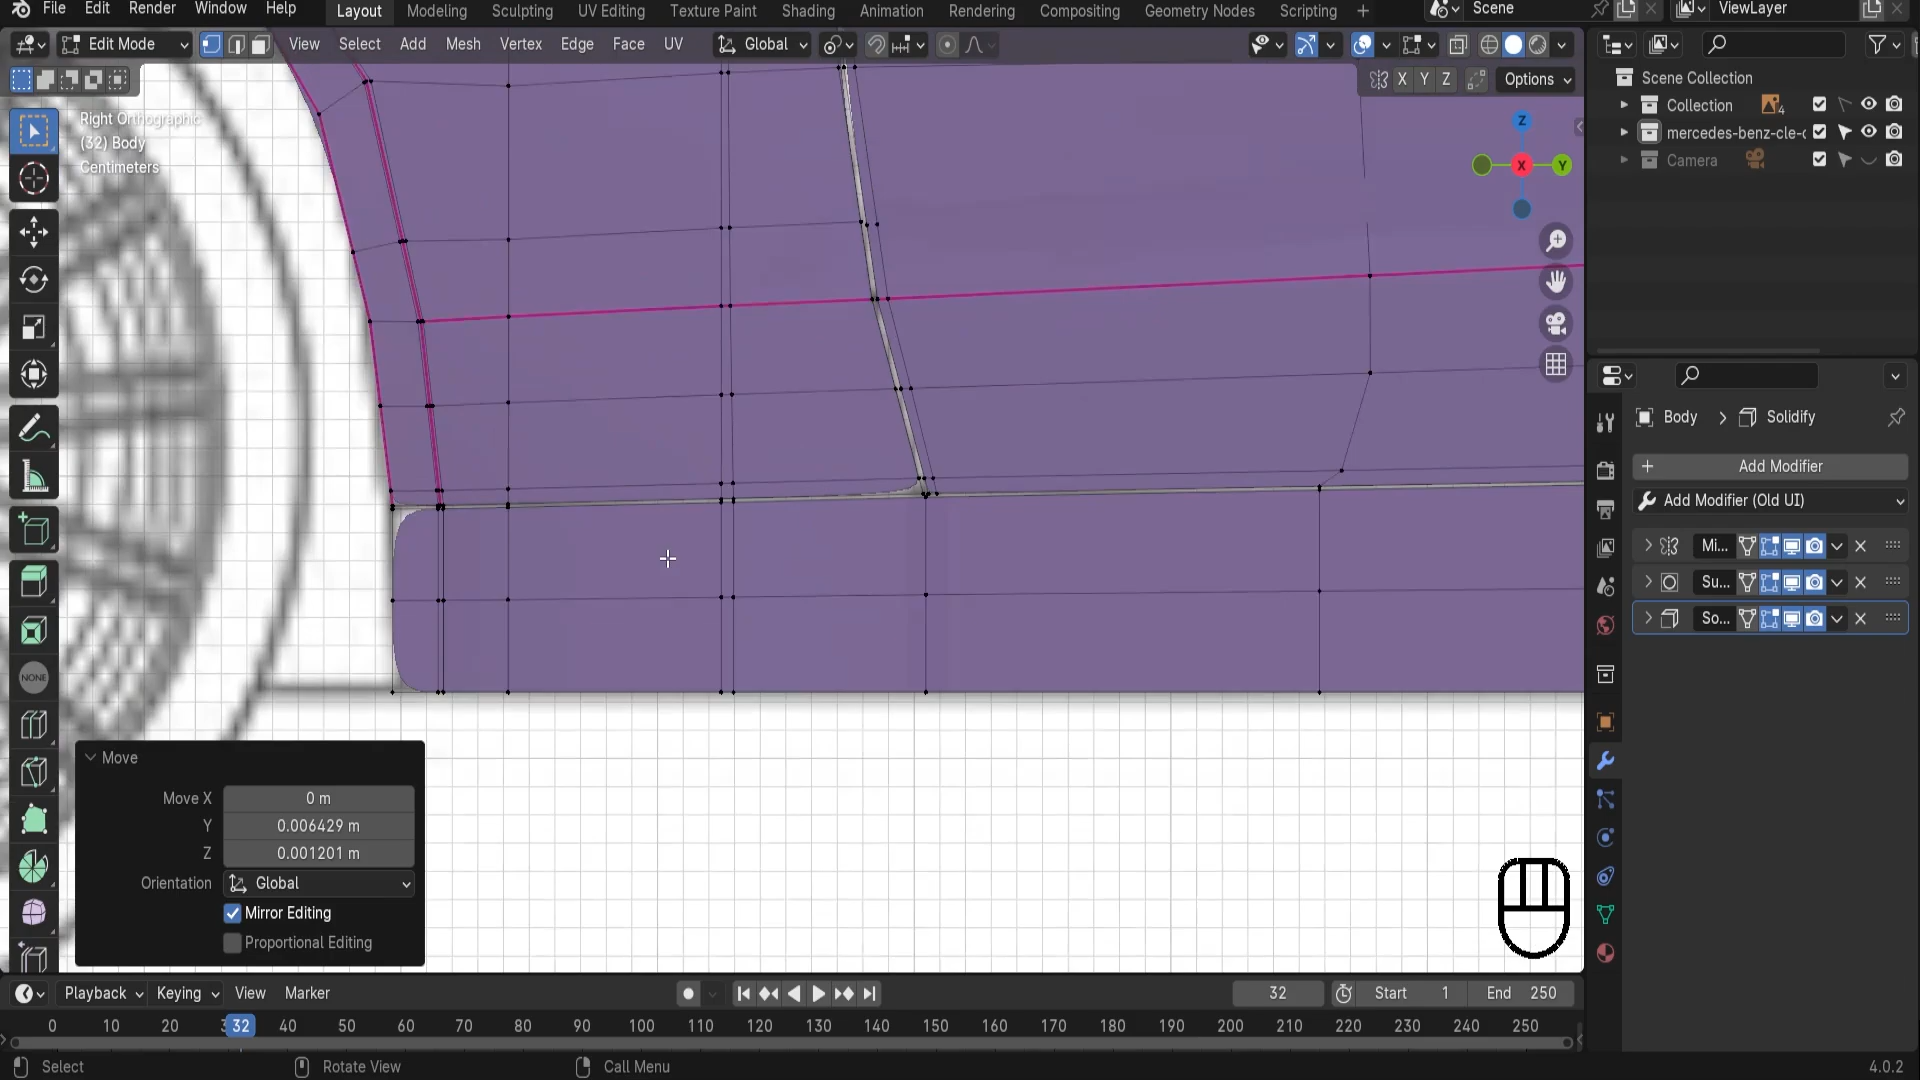 File Edit Render Window Help Layout Modeling Sculpting UV Editing Texture Paint Shading Animation Rendering Compositing Geometry Nodes Scripting + Scene ViewLayer
Edit Mode View Select Add Mesh Vertex Edge Face UV Global
X Y Z Options
Right Orthographic
(32) Body
Centimeters
Z
X
Y
NONE
Move
Move X 0 m
Y 0.006429 m
Z 0.001201 m
Orientation Global
Mirror Editing
Proportional Editing
Scene Collection
Collection 4
mercedes-benz-cle-c
Camera
Body > Solidify
+ Add Modifier
Add Modifier (Old UI)
Mi...
Su...
So...
Playback Keying View Marker 32 Start 1 End 250
0 10 20 3 32 40 50 60 70 80 90 100 110 120 130 140 150 160 170 180 190 200 210 220 230 240 250
Select Rotate View Call Menu 4.0.2